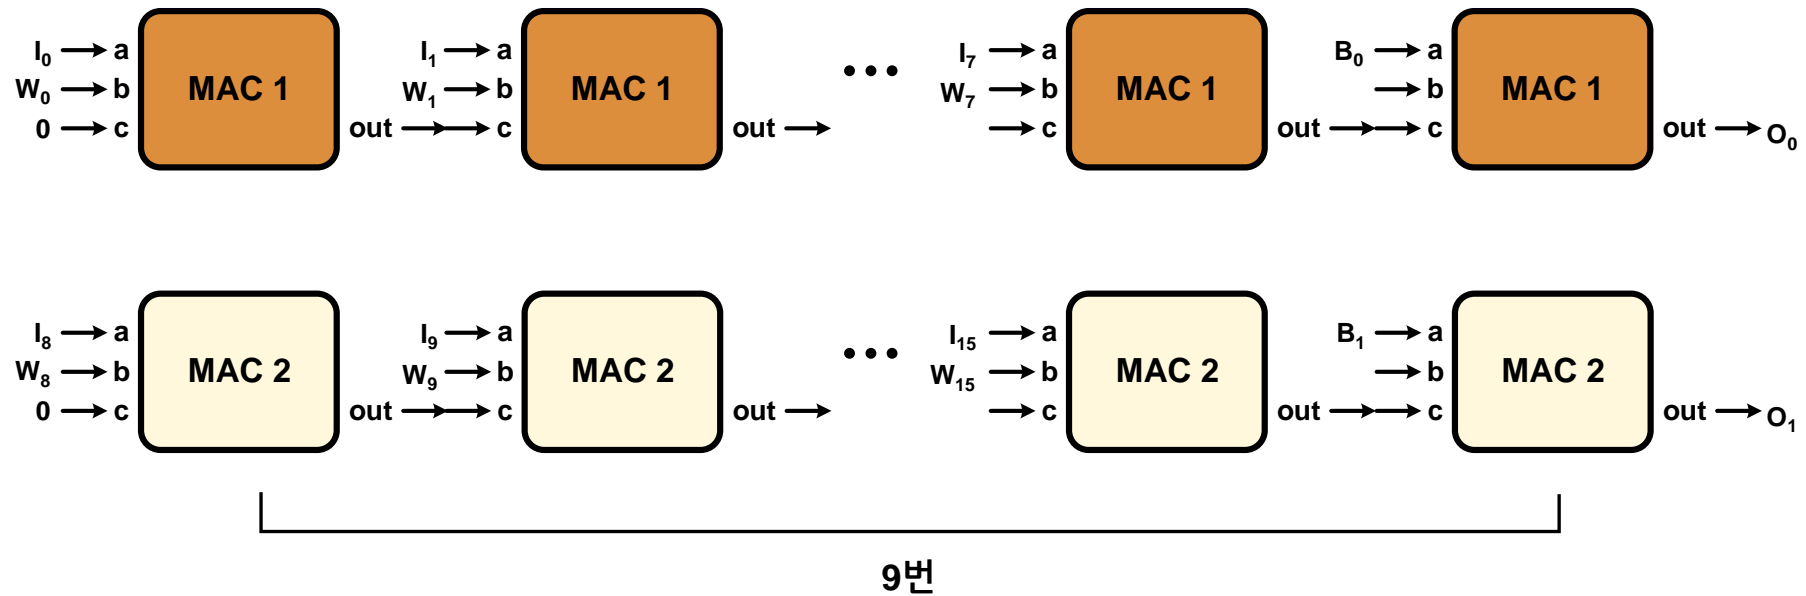 I₀ a I₁ a I₇ a B₀ a
W₀ b MAC 1 W₁ b MAC 1 ••• W₇ b MAC 1 b MAC 1
0 c out c out c out c out O₀
I₈ a I₉ a I₁₅ a B₁ a
W₈ b MAC 2 W₉ b MAC 2 ••• W₁₅ b MAC 2 b MAC 2
0 c out c out c out c out O₁
9번